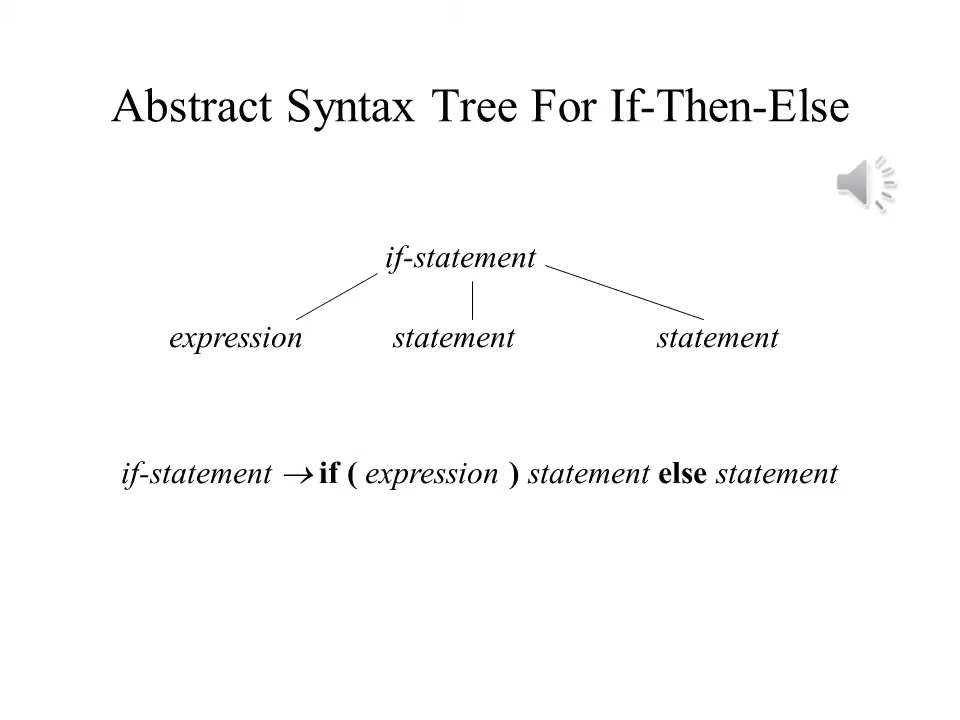 Abstract Syntax Tree For If-Then-Else
if-statement
expression statement statement
if-statement → if ( expression ) statement else statement